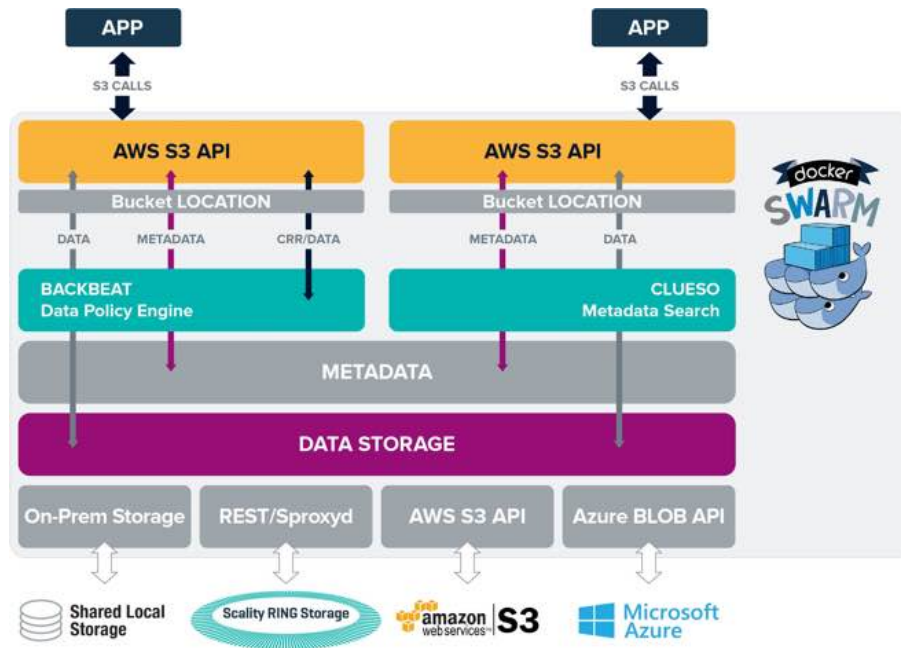 APP
APP
S3 CALLS
S3 CALLS
AWS S3 API
AWS S3 API
docker
SWARM
Bucket LOCATION
Bucket LOCATION
DATA
METADATA
CRR/DATA
METADATA
DATA
BACKBEAT
Data Policy Engine
CLUESO
Metadata Search
METADATA
DATA STORAGE
On-Prem Storage
REST/Sproxyd
AWS S3 API
Azure BLOB API
Shared Local
Storage
Scality RING Storage
amazon
web services™
S3
Microsoft
Azure